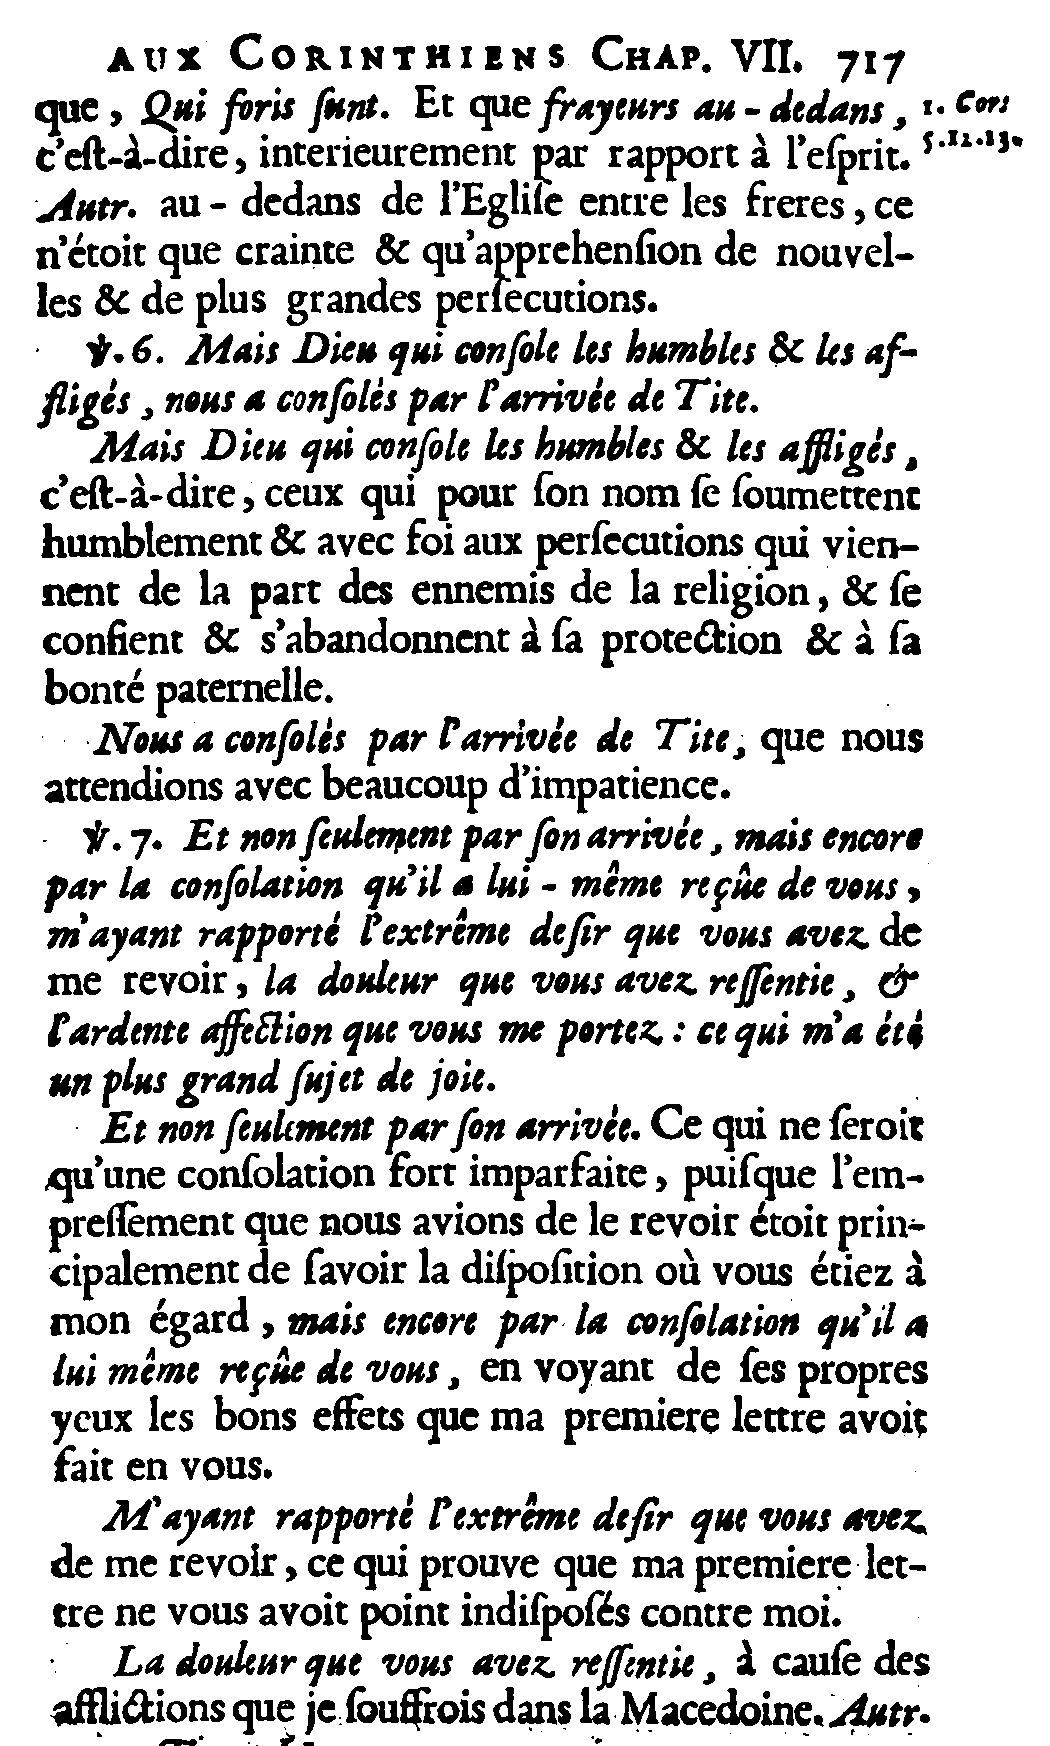 AUX CORINTHIENS CHAP. VII. 717
que, Qui foris ſunt. Et que frayeurs au-dedans, 1. Cor.
c'eſt-à-dire, interieurement par rapport à l'eſprit. 5.12.13.
Autr. au-dedans de l'Egliſe entre les freres, ce
n'étoit que crainte & qu'apprehenſion de nouvel-
les & de plus grandes perſecutions.
℣. 6. Mais Dieu qui conſole les humbles & les af-
fligés, nous a conſolés par l'arrivée de Tite.
Mais Dieu qui conſole les humbles & les affligés,
c'eſt-à-dire, ceux qui pour ſon nom ſe ſoumettent
humblement & avec foi aux perſecutions qui vien-
nent de la part des ennemis de la religion, & ſe
confient & s'abandonnent à ſa protection & à ſa
bonté paternelle.
Nous a conſolés par l'arrivée de Tite, que nous
attendions avec beaucoup d'impatience.
℣. 7. Et non ſeulement par ſon arrivée, mais encore
par la conſolation qu'il a lui-même reçûe de vous,
m'ayant rapporté l'extrême deſir que vous avez de
me revoir, la douleur que vous avez reſſentie, &
l'ardente affection que vous me portez : ce qui m'a été
un plus grand ſujet de joie.
Et non ſeulement par ſon arrivée. Ce qui ne ſeroit
qu'une conſolation fort imparfaite, puiſque l'em-
preſſement que nous avions de le revoir étoit prin-
cipalement de ſavoir la diſpoſition où vous étiez à
mon égard, mais encore par la conſolation qu'il a
lui même reçûe de vous, en voyant de ſes propres
yeux les bons effets que ma premiere lettre avoit
fait en vous.
M'ayant rapporté l'extrême deſir que vous avez
de me revoir, ce qui prouve que ma premiere let-
tre ne vous avoit point indiſpoſés contre moi.
La douleur que vous avez reſſentie, à cauſe des
afflictions que je ſouffrois dans la Macedoine. Autr.